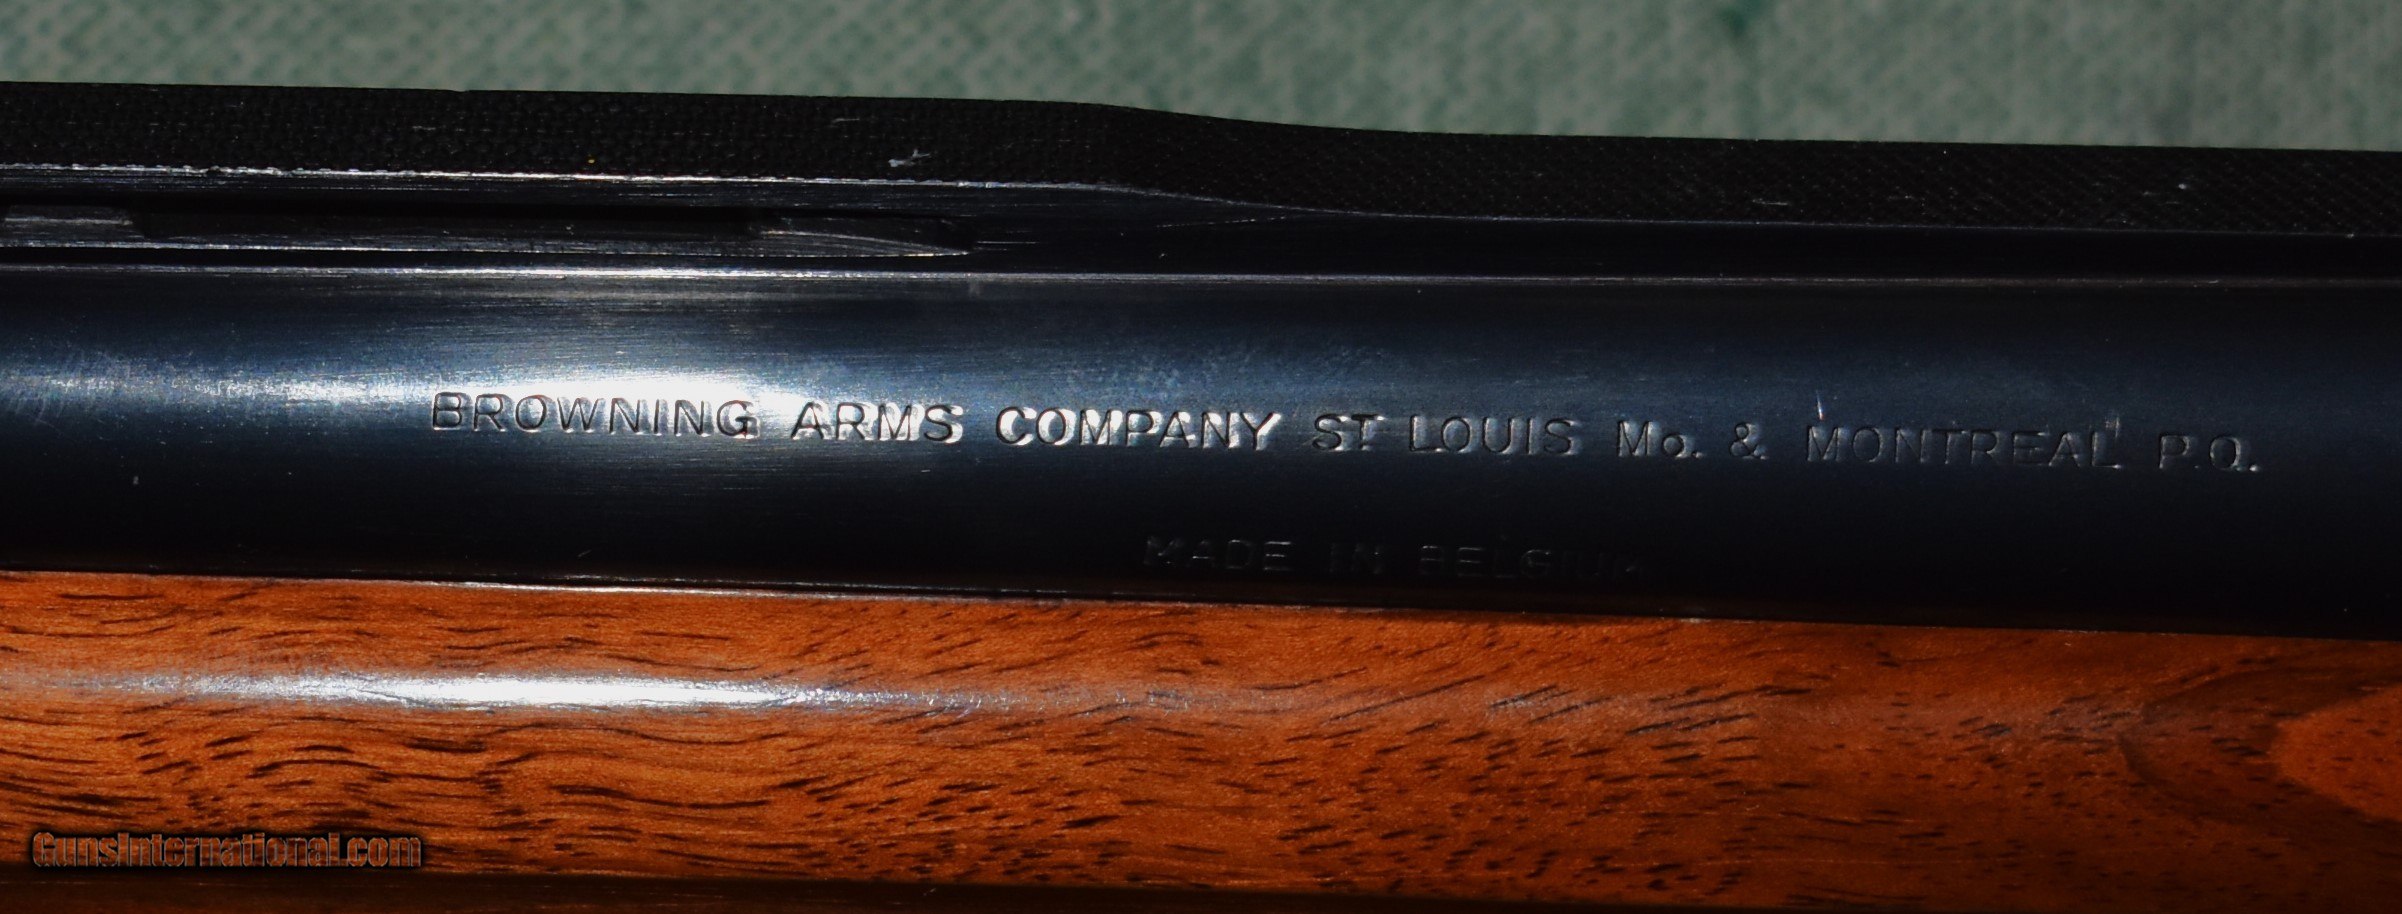 BROWNING ARMS COMPANY ST LOUIS Mo. & MONTREAL P.Q.
MADE IN BELGIUM
GunsInternational.com